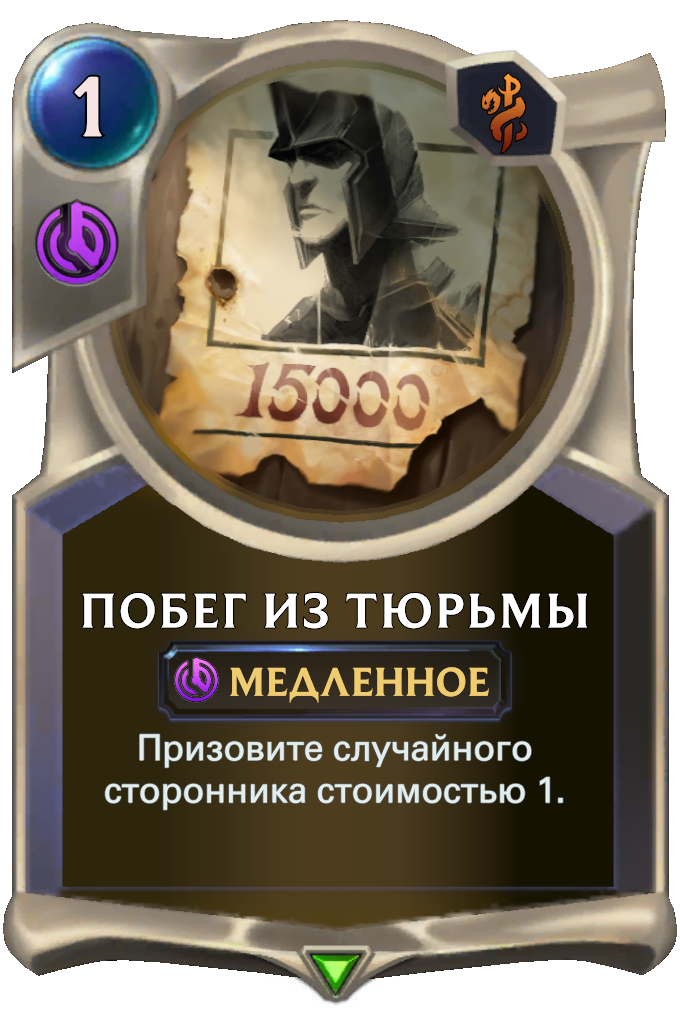 1
15000
ПОБЕГ ИЗ ТЮРЬМЫ
МЕДЛЕННОЕ
Призовите случайного
сторонника стоимостью 1.